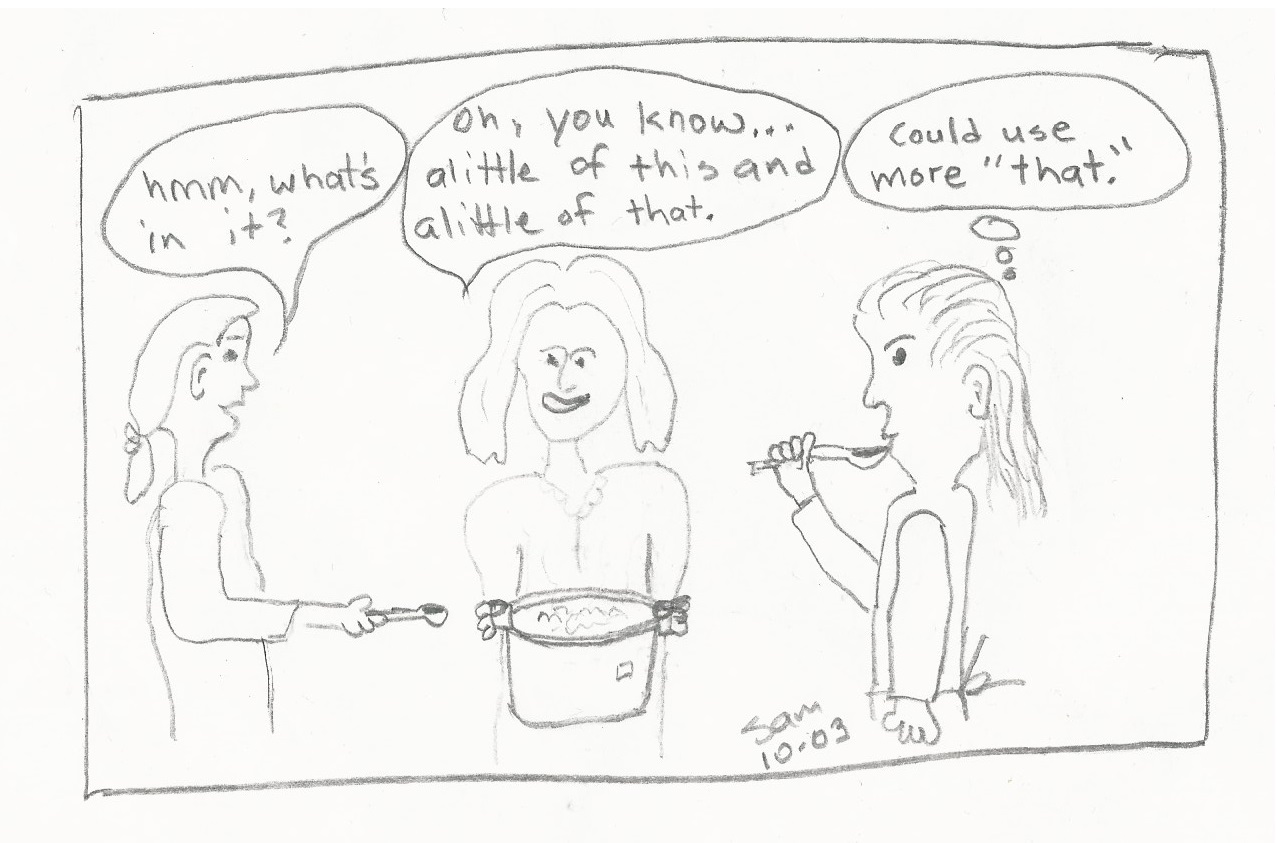 hmm, what's
in it?
oh, you know...
alittle of this and
alittle of that.
Could use
more "that."
Sam
10.03